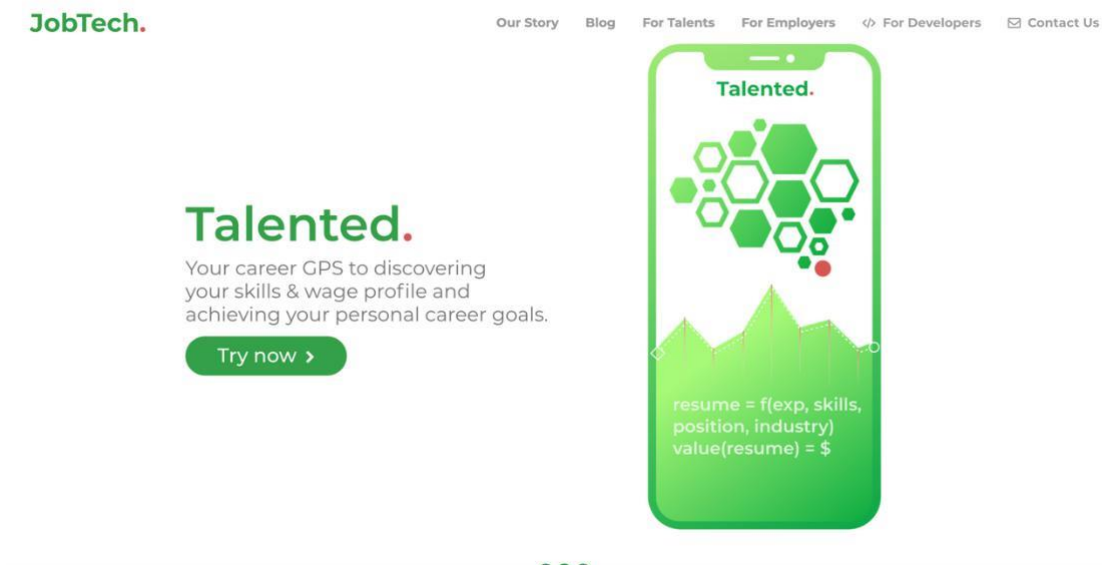 JobTech.
Our Story
Blog
For Talents
For Employers
</> For Developers
Contact Us
Talented.
Your career GPS to discovering
your skills & wage profile and
achieving your personal career goals.
Try now
Talented.
resume = f(exp, skills,
position, industry)
value(resume) = $